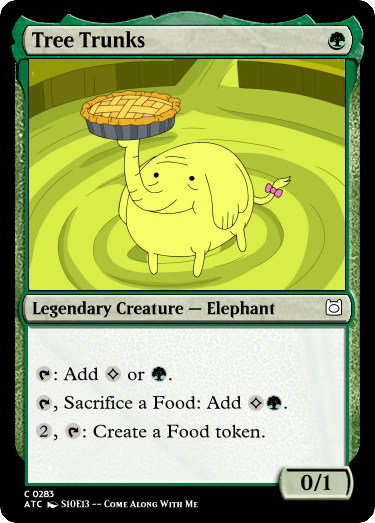 Tree Trunks
Legendary Creature — Elephant
: Add or .
, Sacrifice a Food: Add .
2, : Create a Food token.
0/1
C 0283
ATC S10E13 -- Come Along With Me